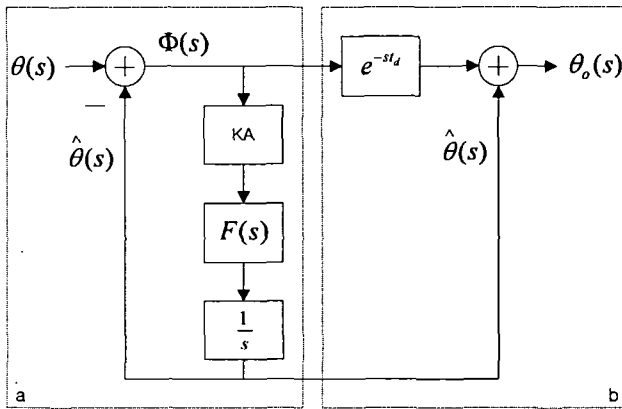 Φ(s)
θ(s) + e^{-st_d} + θ_o(s)
−
KA
θ̂(s) θ̂(s)
F(s)
1/s
a b